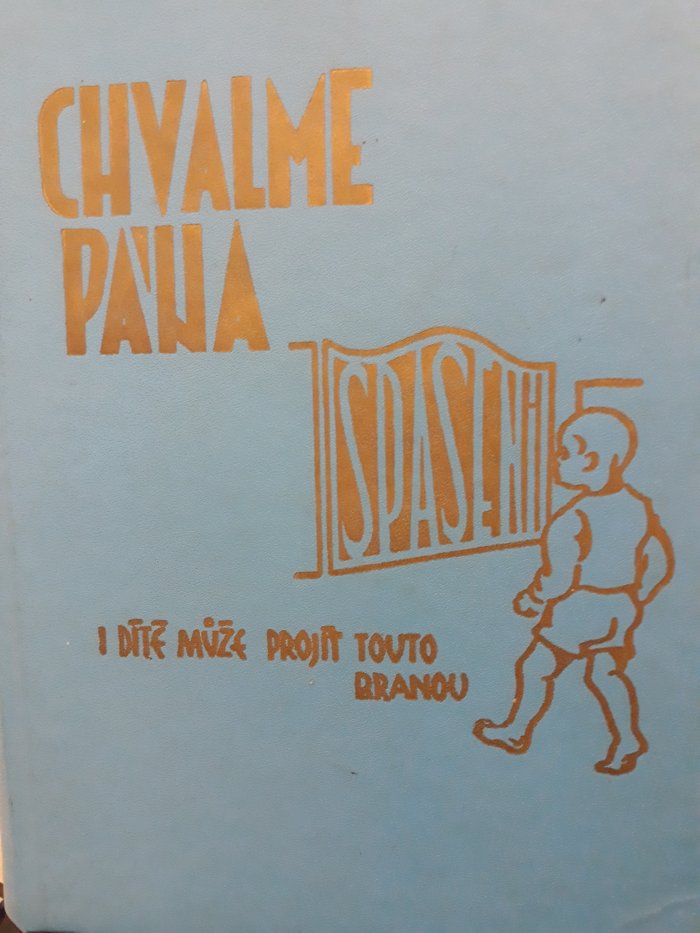 CHVALME
PÁNA
SPASENÍ
I DÍTĚ MŮŽE PROJÍT TOUTO
BRANOU